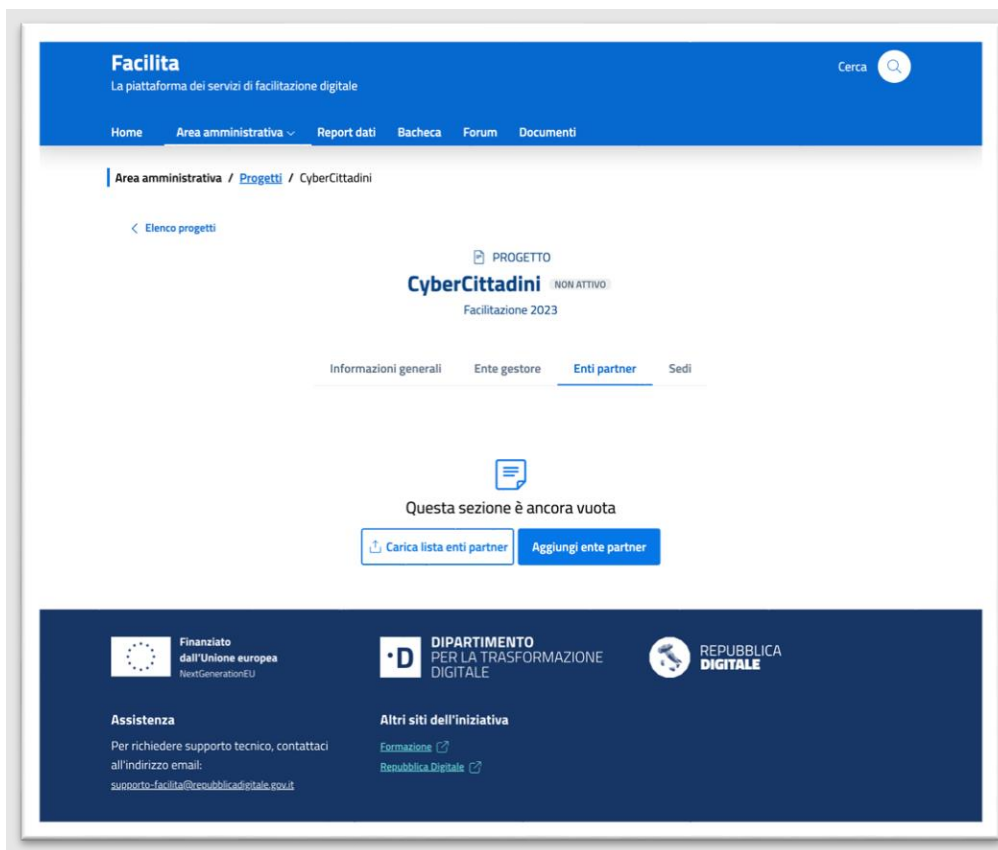 Facilita
La piattaforma dei servizi di facilitazione digitale
Cerca
Home Area amministrativa Report dati Bacheca Forum Documenti
Area amministrativa / Progetti / CyberCittadini
Elenco progetti
PROGETTO
CyberCittadini NON ATTIVO
Facilitazione 2023
Informazioni generali Ente gestore Enti partner Sedi
Questa sezione è ancora vuota
Carica lista enti partner Aggiungi ente partner
Finanziato
dall'Unione europea
NextGenerationEU
·D DIPARTIMENTO
PER LA TRASFORMAZIONE
DIGITALE
REPUBBLICA
DIGITALE
Assistenza
Per richiedere supporto tecnico, contattaci
all'indirizzo email:
supporto-facilita@repubblicadigitale.gov.it
Altri siti dell'iniziativa
Formazione
Repubblica Digitale